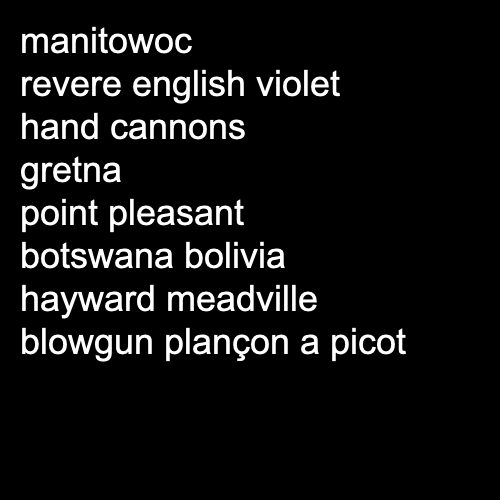 manitowoc
revere english violet
hand cannons
gretna
point pleasant
botswana bolivia
hayward meadville
blowgun plançon a picot